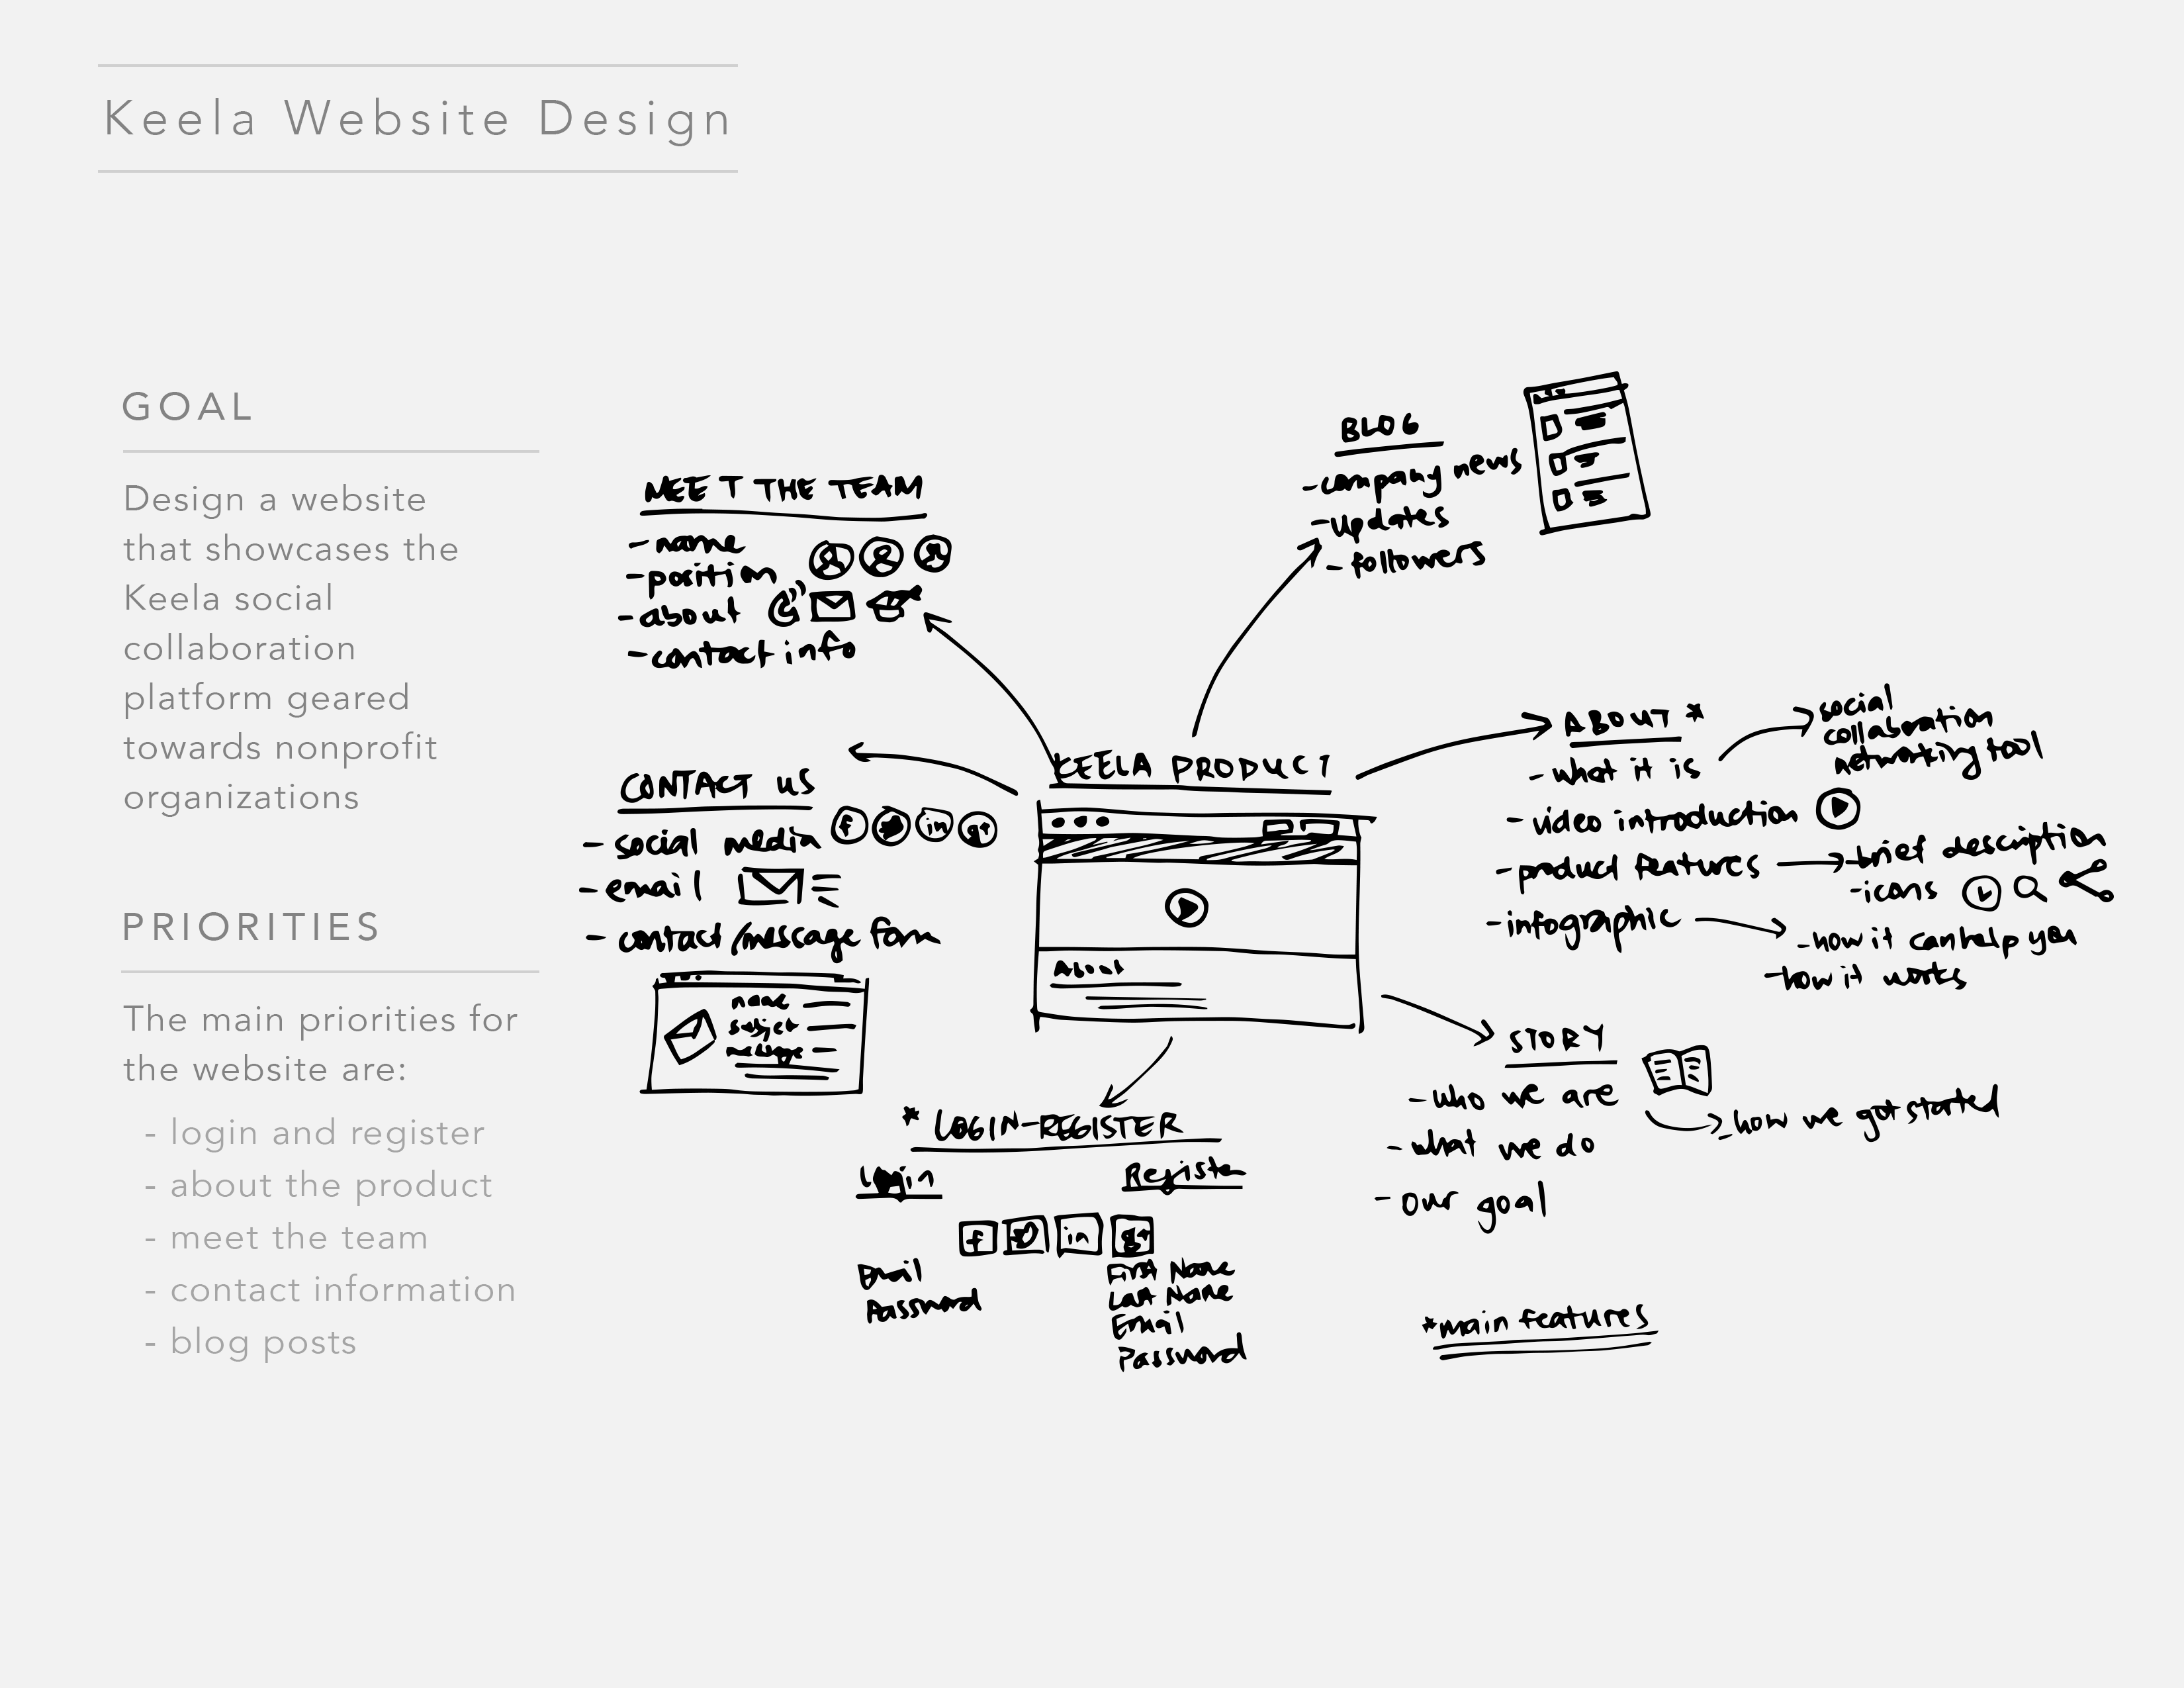 Keela Website Design
GOAL
Design a website
that showcases the
Keela social
collaboration
platform geared
towards nonprofit
organizations
PRIORITIES
The main priorities for
the website are:
- login and register
- about the product
- meet the team
- contact information
- blog posts
MEET THE TEAM
- name
- position
- about
- contact info
CONTACT US
- social media
f
in
g+
- email
- contact/message form
name
subject
message
KEELA PRODUCT
About
BLOG
- company news
- updates
- followers
ABOUT *
- what it is
social
collaboration
networking tool
- video introduction
- product features
- brief description
- icons
- infographic
- how it can help you
- how it works
STORY
- who we are
- how we got started
- what we do
- our goal
* LOGIN-REGISTER
Login
Register
f
in
g+
Email
Password
First Name
Last Name
Email
Password
*main features